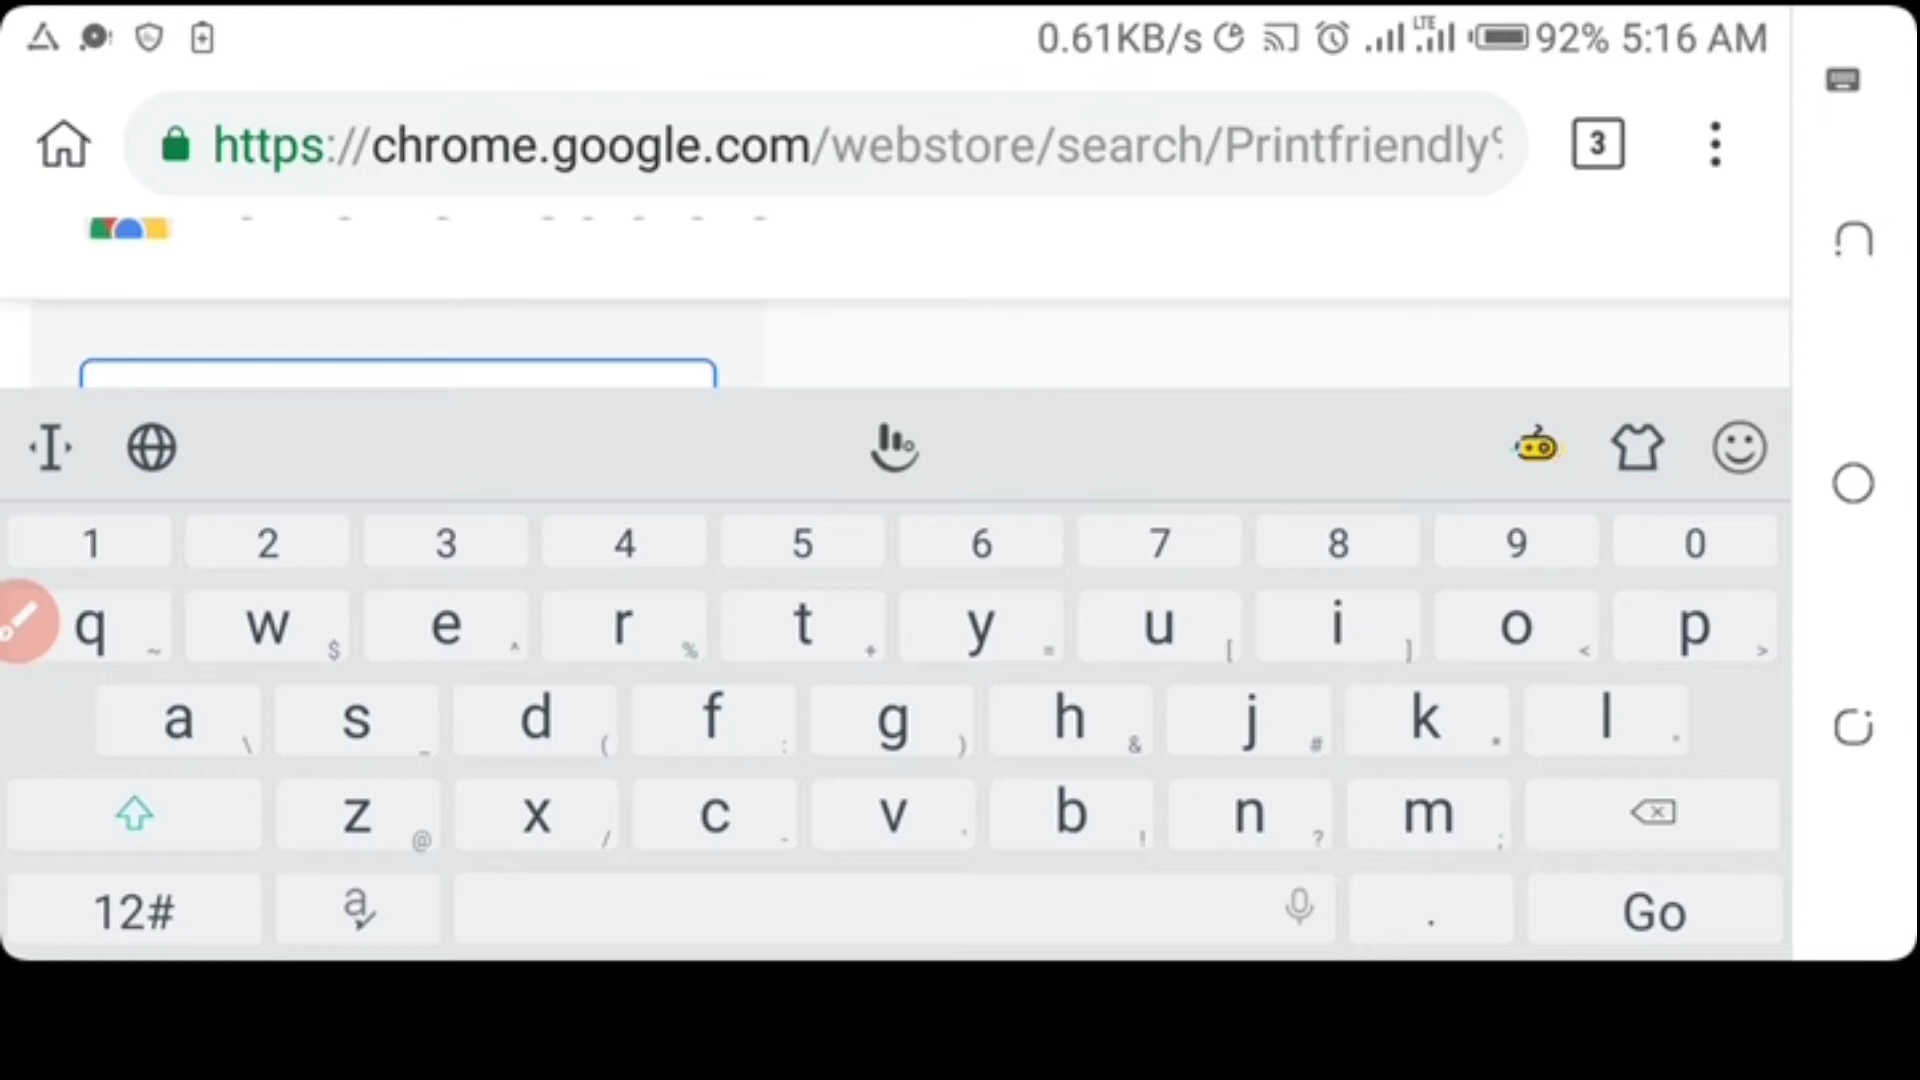 0.61KB/s LTE 92% 5:16 AM
https://chrome.google.com/webstore/search/Printfriendly
3
1 2 3 4 5 6 7 8 9 0
q ~ w $ e ^ r % t + y = u [ i ] o < p >
a \ s _ d ( f : g ) h & j # k * l "
z @ x / c - v ' b ! n ? m ;
12# a . Go